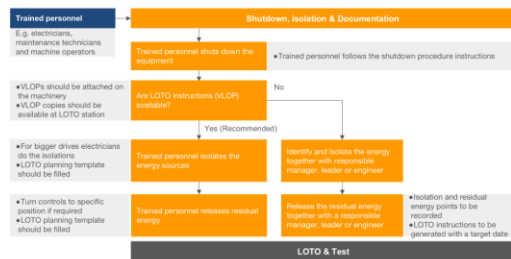 Trained personnel
Shutdown, Isolation & Documentation
E.g. electricians,
maintenance technicians
and machine operators
Trained personnel shuts down the
equipment
●Trained personnel follows the shutdown procedure instructions
●VLOPs should be attached on
the machinery
●VLOP copies should be
available at LOTO station
Are LOTO instructions (VLOP)
available?
No
Yes (Recommended)
●For bigger drives electricians
do the isolations
●LOTO planning template
should be filled
Trained personnel isolates the
energy sources
Identify and isolate the energy
together with responsible
manager, leader or engineer
●Turn controls to specific
position if required
●LOTO planning template
should be filled
Trained personnel releases residual
energy
Release the residual energy
together with a responsible
manager, leader or engineer
●Isolation and residual
energy points to be
recorded
●LOTO instructions to be
generated with a target date
LOTO & Test